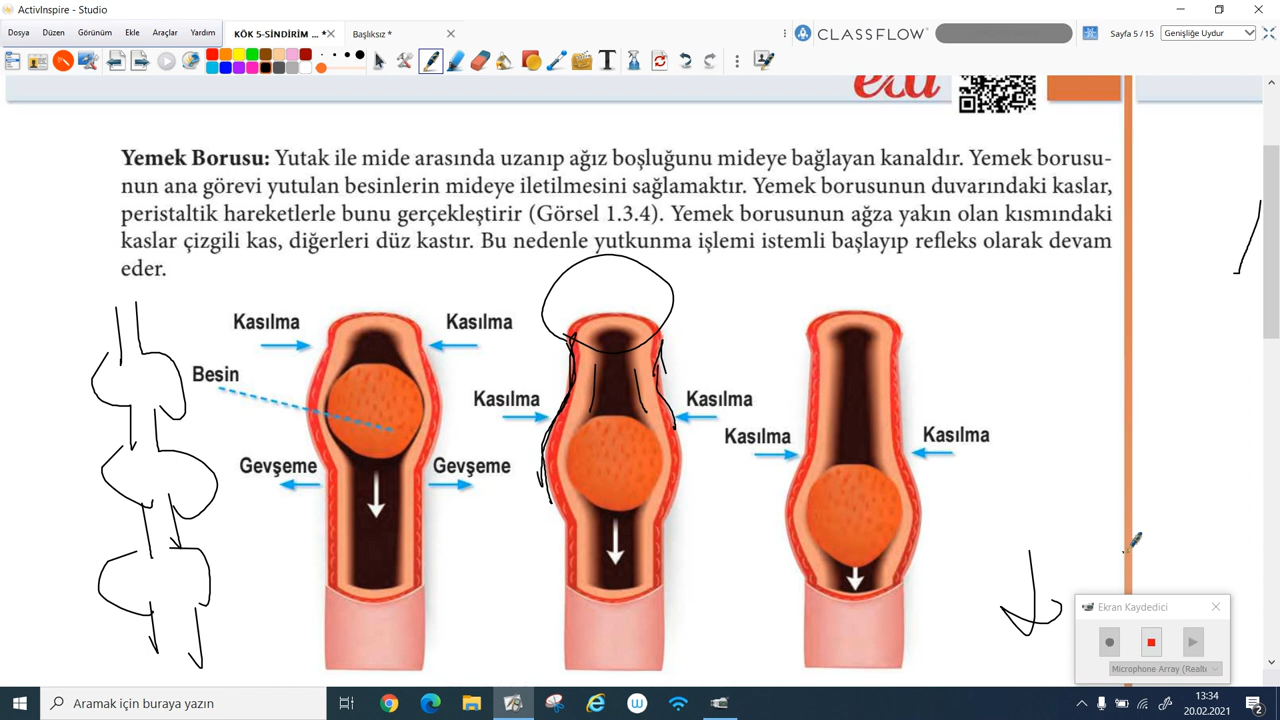 ActivInspire - Studio
Dosya Düzen Görünüm Ekle Araçlar Yardım
KÖK 5-SİNDİRİM ... *
Başlıksız *
CLASSFLOW
Sayfa 5 / 15
Genişliğe Uydur
Yemek Borusu: Yutak ile mide arasında uzanıp ağız boşluğunu mideye bağlayan kanaldır. Yemek borusu-
nun ana görevi yutulan besinlerin mideye iletilmesini sağlamaktır. Yemek borusunun duvarındaki kaslar,
peristaltik hareketlerle bunu gerçekleştirir (Görsel 1.3.4). Yemek borusunun ağza yakın olan kısmındaki
kaslar çizgili kas, diğerleri düz kastır. Bu nedenle yutkunma işlemi istemli başlayıp refleks olarak devam
eder.
Kasılma
Kasılma
Besin
Gevşeme
Gevşeme
Kasılma
Kasılma
Kasılma
Kasılma
Ekran Kaydedici
Microphone Array (Realte
Aramak için buraya yazın
13:34
20.02.2021
2